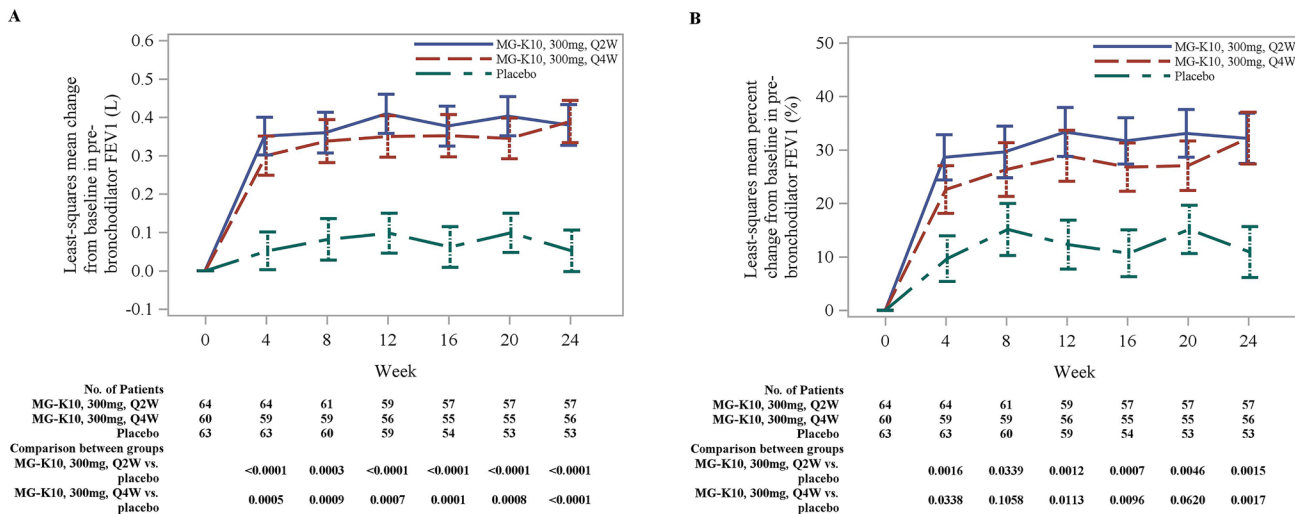 A
Least-squares mean change
from baseline in pre-
bronchodilator FEV1 (L)
0.6
0.5
0.4
0.3
0.2
0.1
0.0
-0.1
MG-K10, 300mg, Q2W
MG-K10, 300mg, Q4W
Placebo
0 4 8 12 16 20 24
Week
No. of Patients
MG-K10, 300mg, Q2W 64 64 61 59 57 57 57
MG-K10, 300mg, Q4W 60 59 59 56 55 55 56
Placebo 63 63 60 59 54 53 53
Comparison between groups
MG-K10, 300mg, Q2W vs.
placebo <0.0001 0.0003 <0.0001 <0.0001 <0.0001 <0.0001
MG-K10, 300mg, Q4W vs.
placebo 0.0005 0.0009 0.0007 0.0001 0.0008 <0.0001
B
Least-squares mean percent
change from baseline in pre-
bronchodilator FEV1 (%)
50
40
30
20
10
0
MG-K10, 300mg, Q2W
MG-K10, 300mg, Q4W
Placebo
0 4 8 12 16 20 24
Week
No. of Patients
MG-K10, 300mg, Q2W 64 64 61 59 57 57 57
MG-K10, 300mg, Q4W 60 59 59 56 55 55 56
Placebo 63 63 60 59 54 53 53
Comparison between groups
MG-K10, 300mg, Q2W vs.
placebo 0.0016 0.0339 0.0012 0.0007 0.0046 0.0015
MG-K10, 300mg, Q4W vs.
placebo 0.0338 0.1058 0.0113 0.0096 0.0620 0.0017